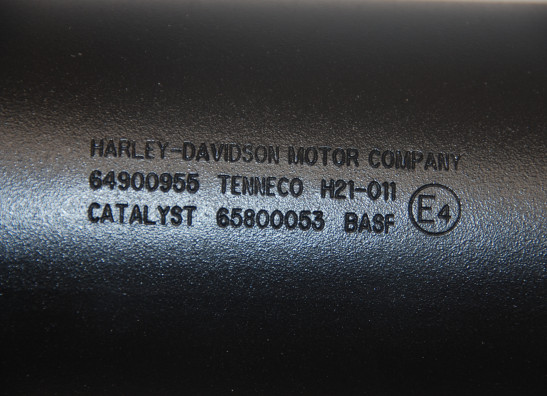 HARLEY-DAVIDSON MOTOR COMPANY
64900955 TENNECO H21-011
CATALYST 65800053 BASF E4